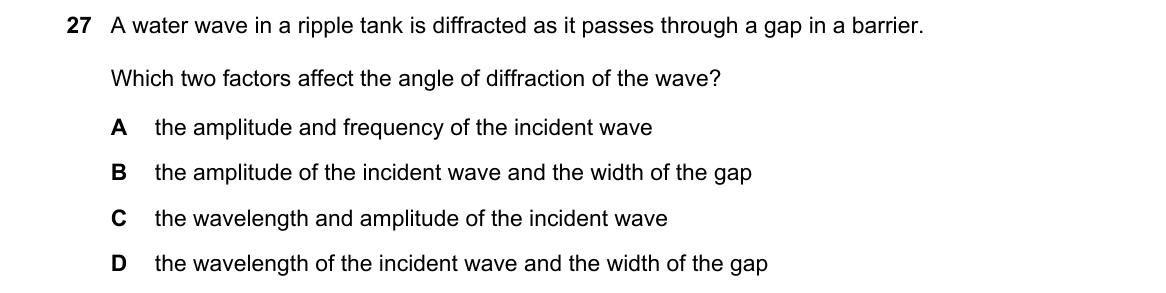 27 A water wave in a ripple tank is diffracted as it passes through a gap in a barrier.
Which two factors affect the angle of diffraction of the wave?
A the amplitude and frequency of the incident wave
B the amplitude of the incident wave and the width of the gap
C the wavelength and amplitude of the incident wave
D the wavelength of the incident wave and the width of the gap